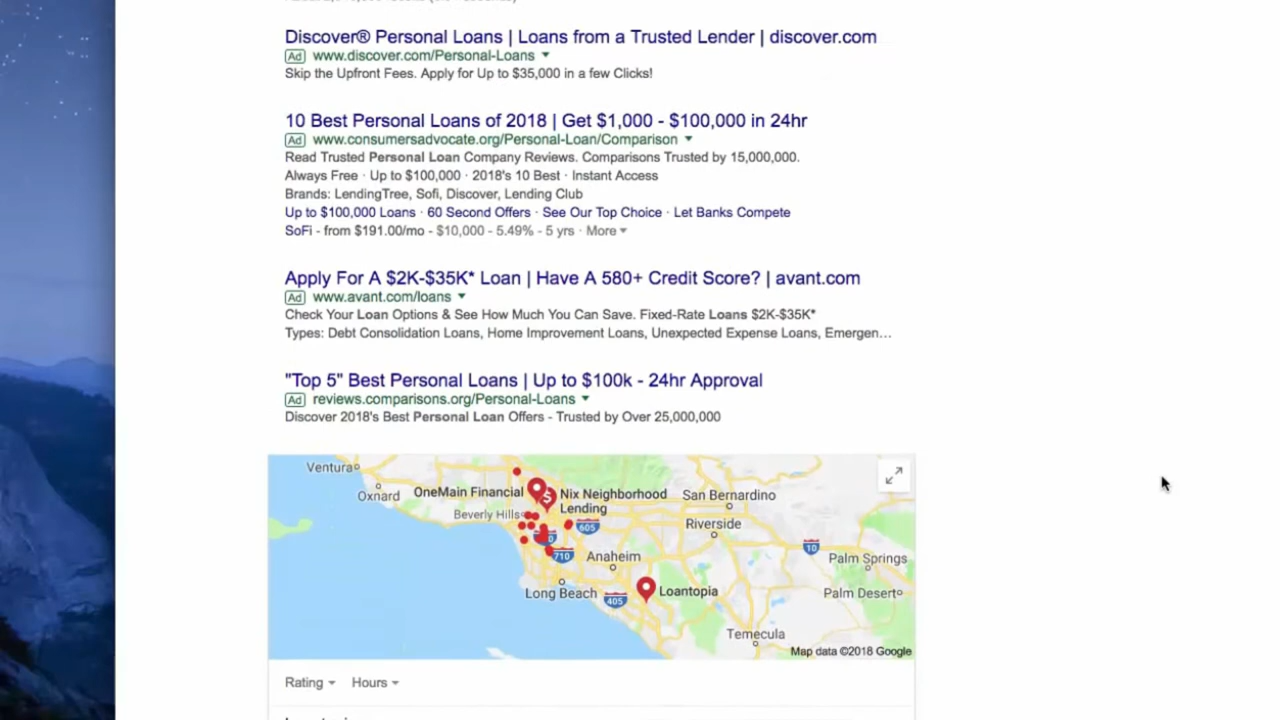 Discover® Personal Loans | Loans from a Trusted Lender | discover.com
Ad www.discover.com/Personal-Loans
Skip the Upfront Fees. Apply for Up to $35,000 in a few Clicks!
10 Best Personal Loans of 2018 | Get $1,000 - $100,000 in 24hr
Ad www.consumersadvocate.org/Personal-Loan/Comparison
Read Trusted Personal Loan Company Reviews. Comparisons Trusted by 15,000,000.
Always Free · Up to $100,000 · 2018's 10 Best · Instant Access
Brands: LendingTree, Sofi, Discover, Lending Club
Up to $100,000 Loans · 60 Second Offers · See Our Top Choice · Let Banks Compete
SoFi - from $191.00/mo - $10,000 - 5.49% - 5 yrs · More
Apply For A $2K-$35K* Loan | Have A 580+ Credit Score? | avant.com
Ad www.avant.com/loans
Check Your Loan Options & See How Much You Can Save. Fixed-Rate Loans $2K-$35K*
Types: Debt Consolidation Loans, Home Improvement Loans, Unexpected Expense Loans, Emergen...
"Top 5" Best Personal Loans | Up to $100k - 24hr Approval
Ad reviews.comparisons.org/Personal-Loans
Discover 2018's Best Personal Loan Offers - Trusted by Over 25,000,000
Ventura
Oxnard
OneMain Financial
$
Nix Neighborhood
Lending
San Bernardino
Beverly Hills
605
Riverside
10
710
Anaheim
Palm Springs
Long Beach
405
Loantopia
Palm Desert
Temecula
Map data ©2018 Google
Rating
Hours